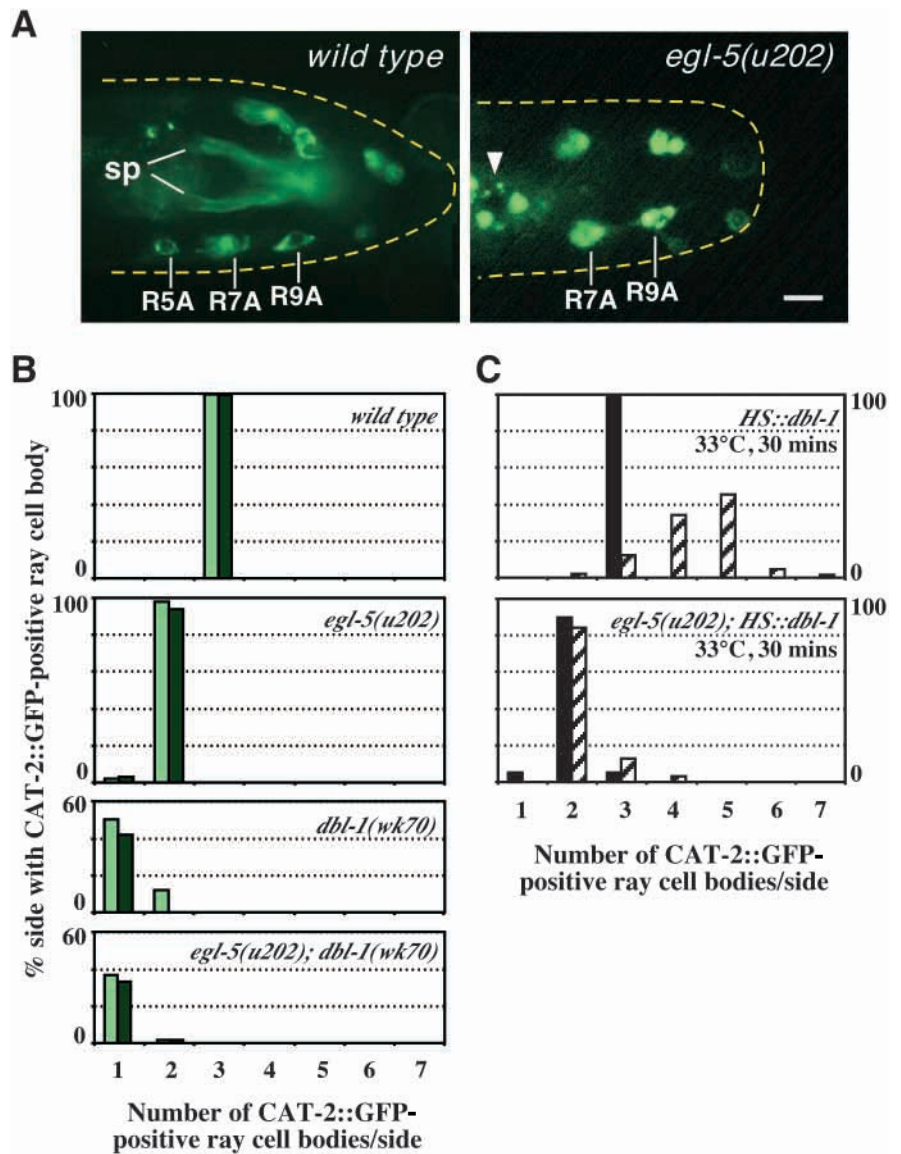 A
wild type
egl-5(u202)
sp
R5A R7A R9A
R7A R9A
B
% side with CAT-2::GFP-positive ray cell body
100
wild type
0
100
egl-5(u202)
0
60
dbl-1(wk70)
0
60
egl-5(u202); dbl-1(wk70)
0
1 2 3 4 5 6 7
Number of CAT-2::GFP-
positive ray cell bodies/side
C
100
HS::dbl-1
33°C, 30 mins
0
100
egl-5(u202); HS::dbl-1
33°C, 30 mins
0
1 2 3 4 5 6 7
Number of CAT-2::GFP-
positive ray cell bodies/side